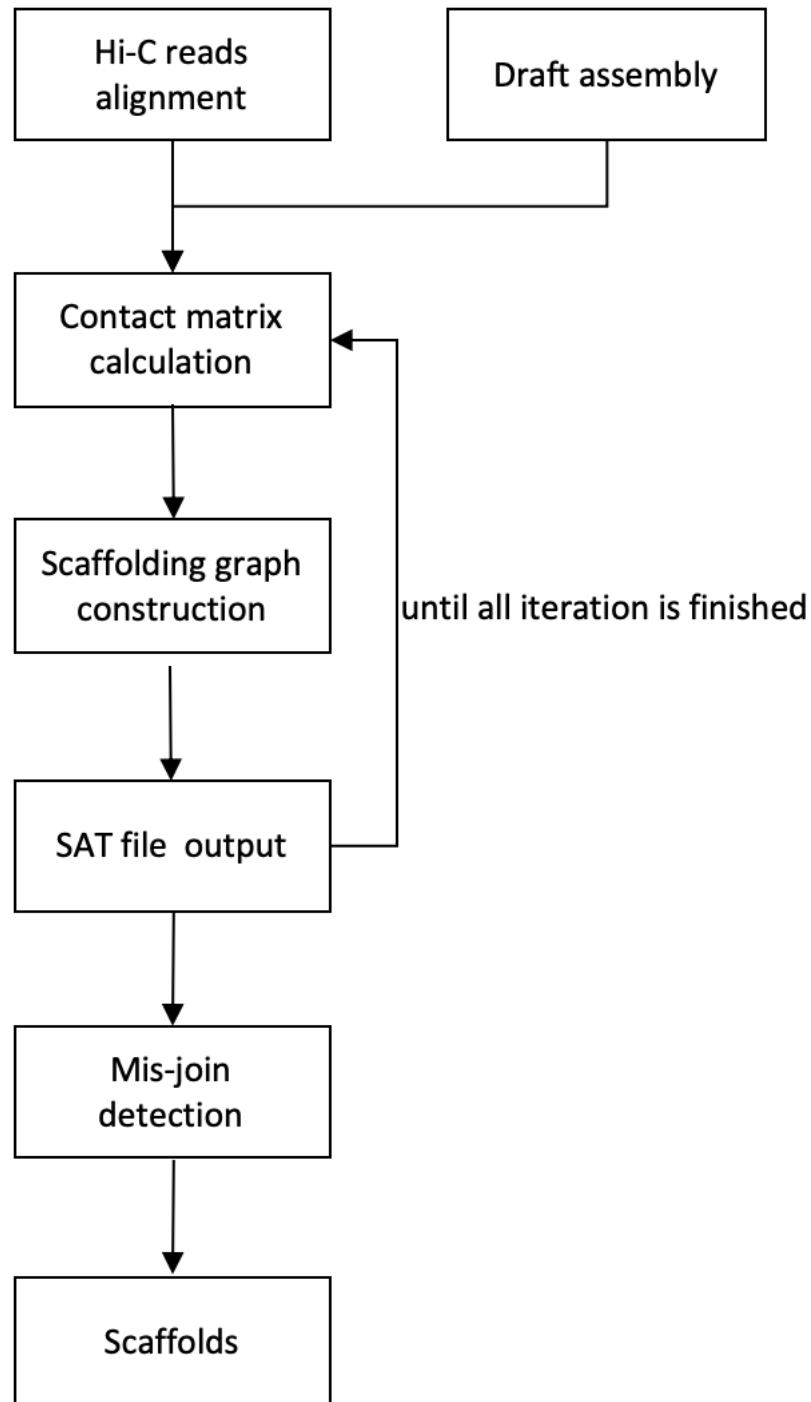 Hi-C reads
alignment
Draft assembly
Contact matrix
calculation
Scaffolding graph
construction
until all iteration is finished
SAT file  output
Mis-join
detection
Scaffolds